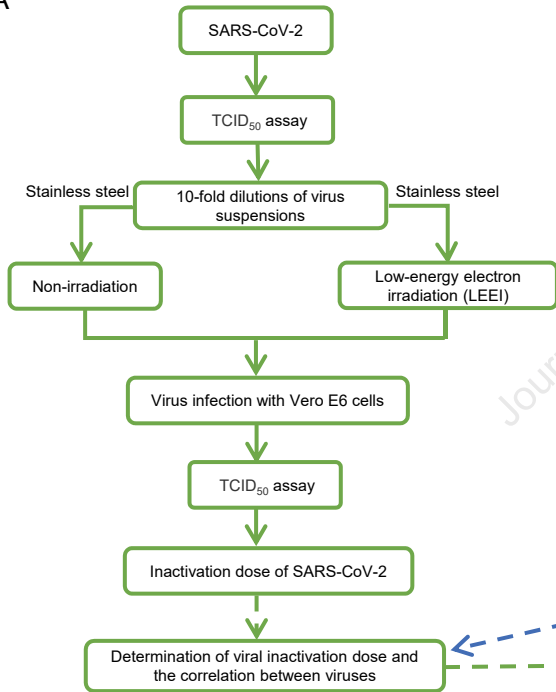 A
SARS-CoV-2
TCID50 assay
Stainless steel
10-fold dilutions of virus
suspensions
Stainless steel
Non-irradiation
Low-energy electron
irradiation (LEEI)
Virus infection with Vero E6 cells
TCID50 assay
Inactivation dose of SARS-CoV-2
Determination of viral inactivation dose and
the correlation between viruses
Jour